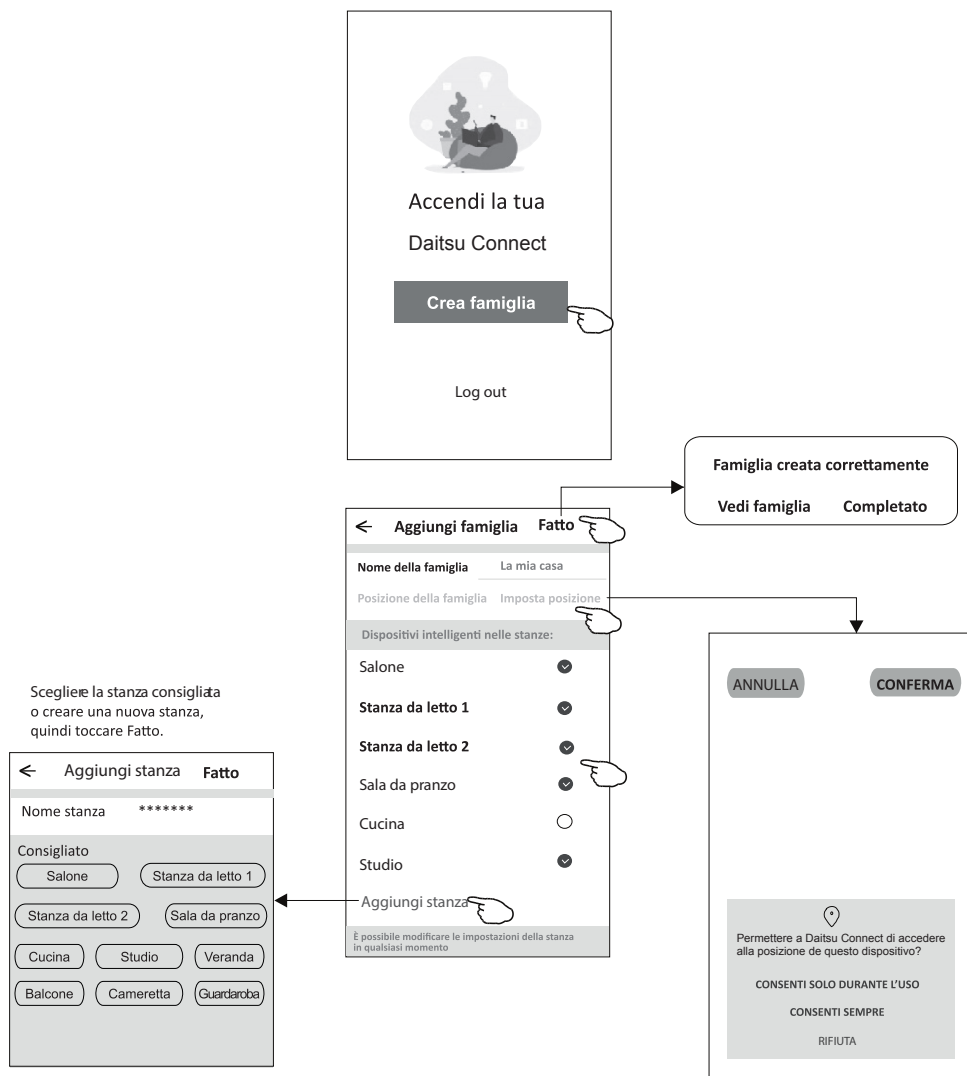 Accendi la tua
Daitsu Connect
Crea famiglia
Log out
Famiglia creata correttamente
Vedi famiglia Completato
Aggiungi famiglia Fatto
Nome della famiglia La mia casa
Posizione della famiglia Imposta posizione
Dispositivi intelligenti nelle stanze:
Salone
Stanza da letto 1
Stanza da letto 2
Sala da pranzo
Cucina
Studio
Aggiungi stanza
È possibile modificare le impostazioni della stanza
in qualsiasi momento
Scegliere la stanza consigliata
o creare una nuova stanza,
quindi toccare Fatto.
Aggiungi stanza Fatto
Nome stanza *******
Consigliato
Salone Stanza da letto 1
Stanza da letto 2 Sala da pranzo
Cucina Studio Veranda
Balcone Cameretta Guardaroba
ANNULLA CONFERMA
Permettere a Daitsu Connect di accedere
alla posizione de questo dispositivo?
CONSENTI SOLO DURANTE L'USO
CONSENTI SEMPRE
RIFIUTA